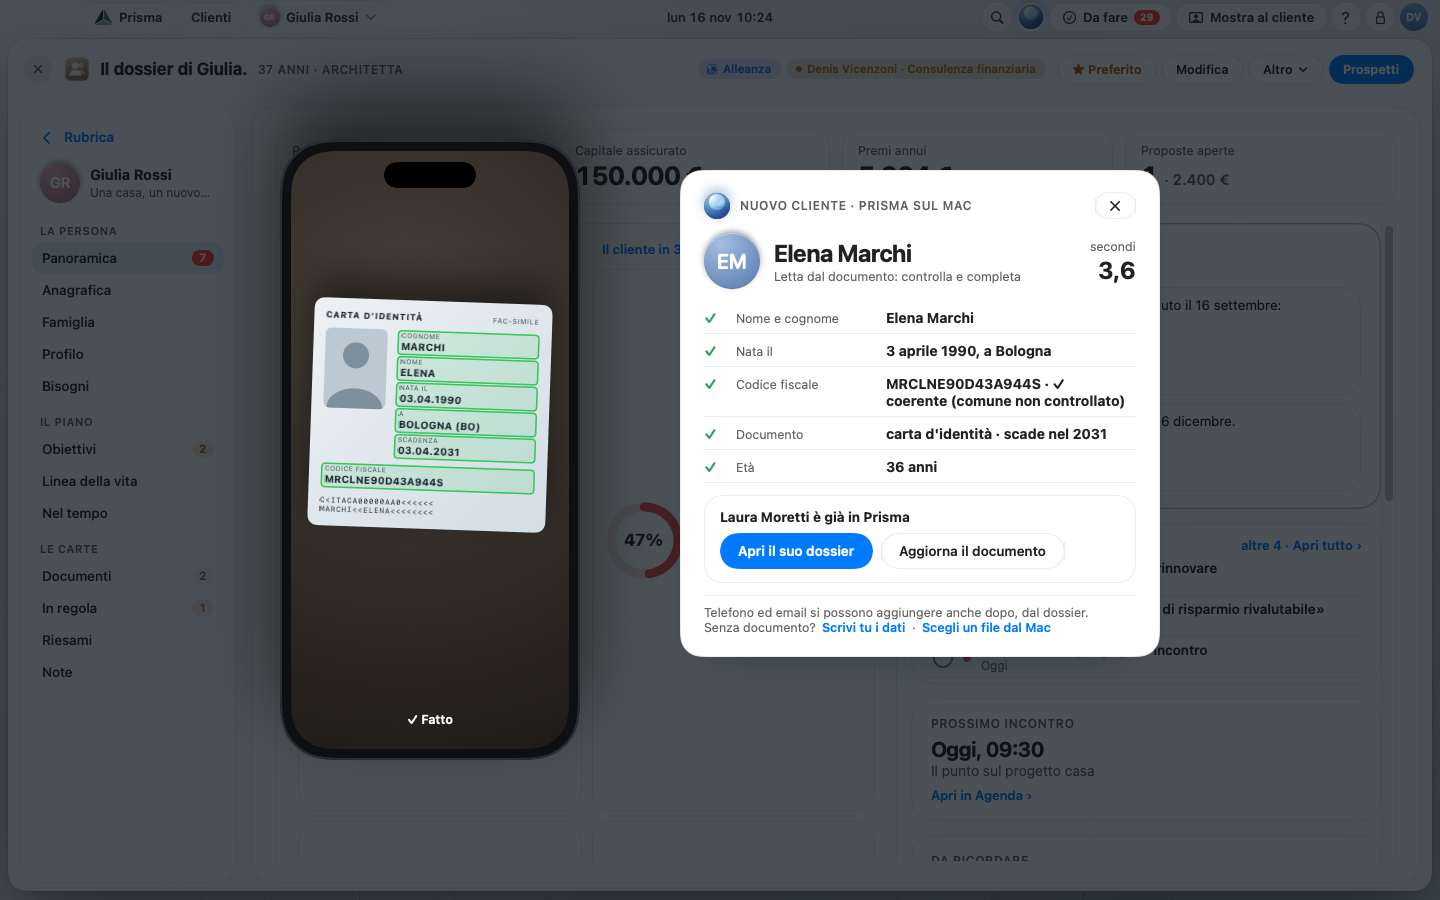 Prisma
Clienti
GR
Giulia Rossi
lun 16 nov 10:24
Da fare
29
Mostra al cliente
?
DV
Il dossier di Giulia.
37 ANNI · ARCHITETTA
Alleanza
Denis Vicenzoni · Consulenza finanziaria
Preferito
Modifica
Altro
Prospetti
Rubrica
GR
Giulia Rossi
Una casa, un nuovo…
LA PERSONA
Panoramica
7
Anagrafica
Famiglia
Profilo
Bisogni
IL PIANO
Obiettivi
2
Linea della vita
Nel tempo
LE CARTE
Documenti
2
In regola
1
Riesami
Note
Capitale assicurato
150.000
Premi annui
Proposte aperte
· 2.400 €
Il cliente in 3
47%
CARTA D'IDENTITÀ
FAC-SIMILE
COGNOME
MARCHI
NOME
ELENA
NATA IL
03.04.1990
A
BOLOGNA (BO)
SCADENZA
03.04.2031
CODICE FISCALE
MRCLNE90D43A944S
C<ITACA00000AA0<<<<<<
MARCHI<<ELENA<<<<<<<<
Fatto
NUOVO CLIENTE · PRISMA SUL MAC
EM
Elena Marchi
Letta dal documento: controlla e completa
secondi
3,6
Nome e cognome
Elena Marchi
Nata il
3 aprile 1990, a Bologna
Codice fiscale
MRCLNE90D43A944S · ✓
coerente (comune non controllato)
Documento
carta d'identità · scade nel 2031
Età
36 anni
Laura Moretti è già in Prisma
Apri il suo dossier
Aggiorna il documento
Telefono ed email si possono aggiungere anche dopo, dal dossier.
Senza documento? Scrivi tu i dati · Scegli un file dal Mac
uto il 16 settembre:
6 dicembre.
altre 4 · Apri tutto ›
rinnovare
di risparmio rivalutabile»
incontro
Oggi
PROSSIMO INCONTRO
Oggi, 09:30
Il punto sul progetto casa
Apri in Agenda ›
DA RICORDARE